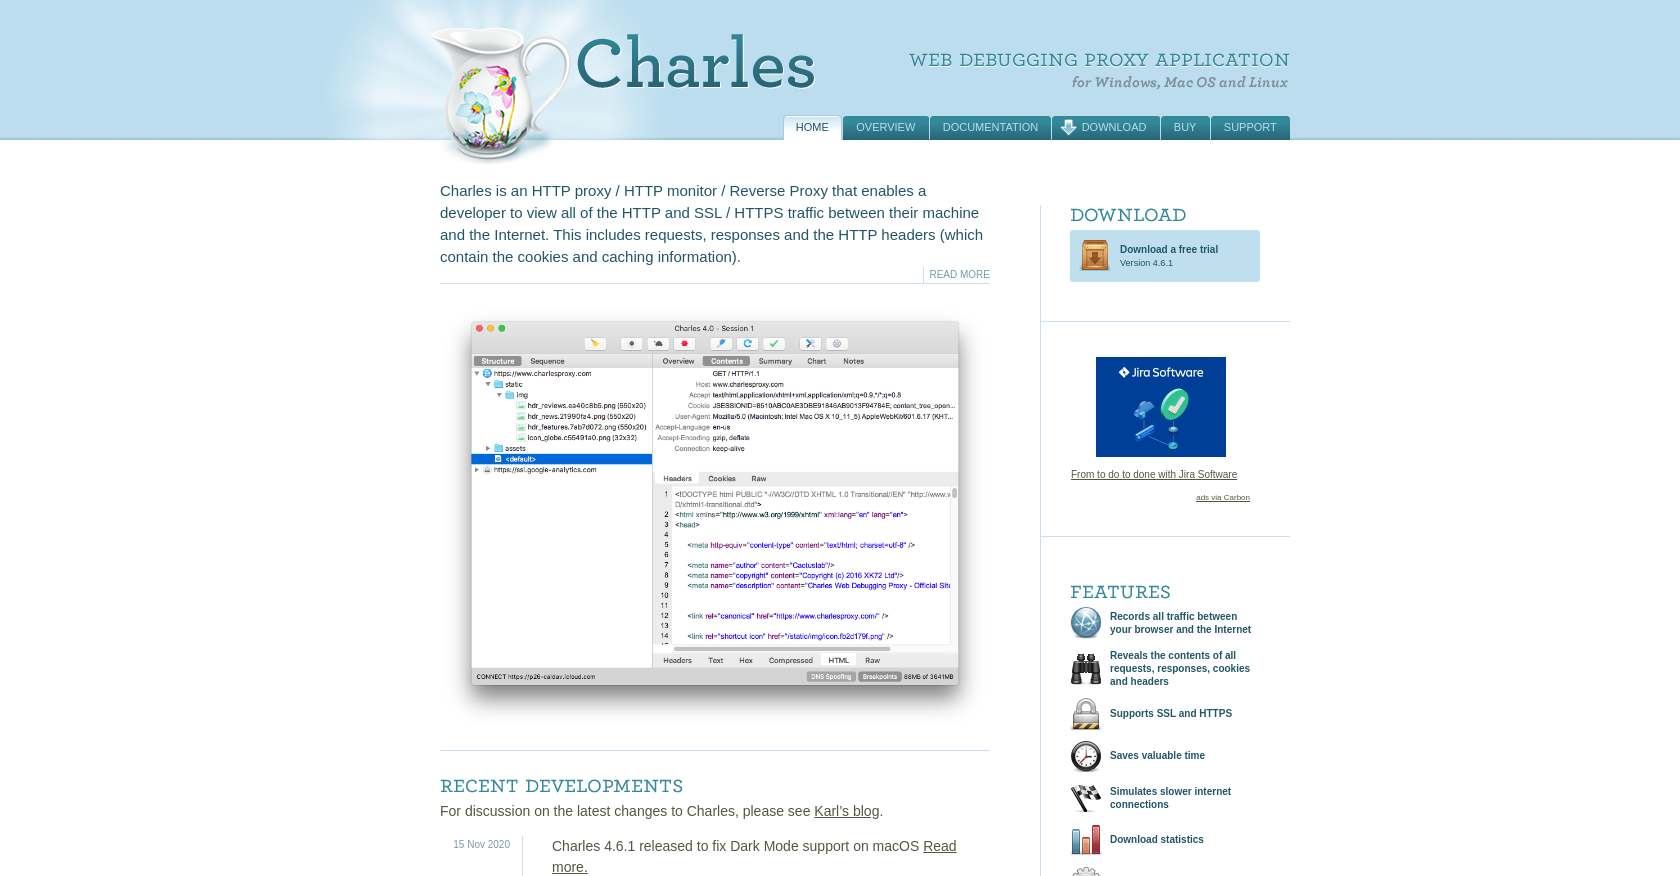 Charles
WEB DEBUGGING PROXY APPLICATION
for Windows, Mac OS and Linux
HOME
OVERVIEW
DOCUMENTATION
DOWNLOAD
BUY
SUPPORT
Charles is an HTTP proxy / HTTP monitor / Reverse Proxy that enables a
developer to view all of the HTTP and SSL / HTTPS traffic between their machine
and the Internet. This includes requests, responses and the HTTP headers (which
contain the cookies and caching information).
READ MORE
Charles 4.0 - Session 1
Structure
Sequence
Overview
Contents
Summary
Chart
Notes
https://www.charlesproxy.com
static
img
hdr_reviews.ea40c8b5.png (550x20)
hdr_news.21990fa4.png (550x20)
hdr_features.7ab7d072.png (550x20)
icon_globe.c55491a0.png (32x32)
assets
<default>
https://ssl.google-analytics.com
GET / HTTP/1.1
Host www.charlesproxy.com
Accept text/html,application/xhtml+xml,application/xml;q=0.9,*/*;q=0.8
Cookie JSESSIONID=8510ABC0AE3DBE91846AB9013F94784E; content_tree_open...
User-Agent Mozilla/5.0 (Macintosh; Intel Mac OS X 10_11_5) AppleWebKit/601.6.17 (KHT...
Accept-Language en-us
Accept-Encoding gzip, deflate
Connection keep-alive
Headers
Cookies
Raw
1 <!DOCTYPE html PUBLIC "-//W3C//DTD XHTML 1.0 Transitional//EN" "http://www.v
D/xhtml1-transitional.dtd">
2 <html xmlns="http://www.w3.org/1999/xhtml" xml:lang="en" lang="en">
3 <head>
4
5 <meta http-equiv="content-type" content="text/html; charset=utf-8" />
6
7 <meta name="author" content="Cactuslab"/>
8 <meta name="copyright" content="Copyright (c) 2016 XK72 Ltd"/>
9 <meta name="description" content="Charles Web Debugging Proxy - Official Site
10
11
12 <link rel="canonical" href="https://www.charlesproxy.com/" />
13
14 <link rel="shortcut icon" href="/static/img/icon.fb2d179f.png" />
Headers
Text
Hex
Compressed
HTML
Raw
CONNECT https://p26-caldav.icloud.com
DNS Spoofing
Breakpoints
88MB of 3641MB
RECENT DEVELOPMENTS
For discussion on the latest changes to Charles, please see Karl’s blog.
15 Nov 2020
Charles 4.6.1 released to fix Dark Mode support on macOS Read
more.
DOWNLOAD
Download a free trial
Version 4.6.1
Jira Software
From to do to done with Jira Software
ads via Carbon
FEATURES
Records all traffic between
your browser and the Internet
Reveals the contents of all
requests, responses, cookies
and headers
Supports SSL and HTTPS
Saves valuable time
Simulates slower internet
connections
Download statistics